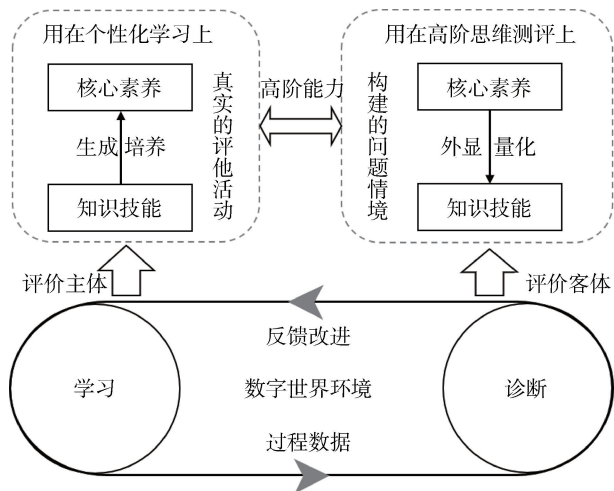 用在个性化学习上
核心素养
生成 培养
知识技能
真实的评他活动
高阶能力
用在高阶思维测评上
构建的问题情境
核心素养
外显 量化
知识技能
评价主体
评价客体
反馈改进
学习
数字世界环境
诊断
过程数据